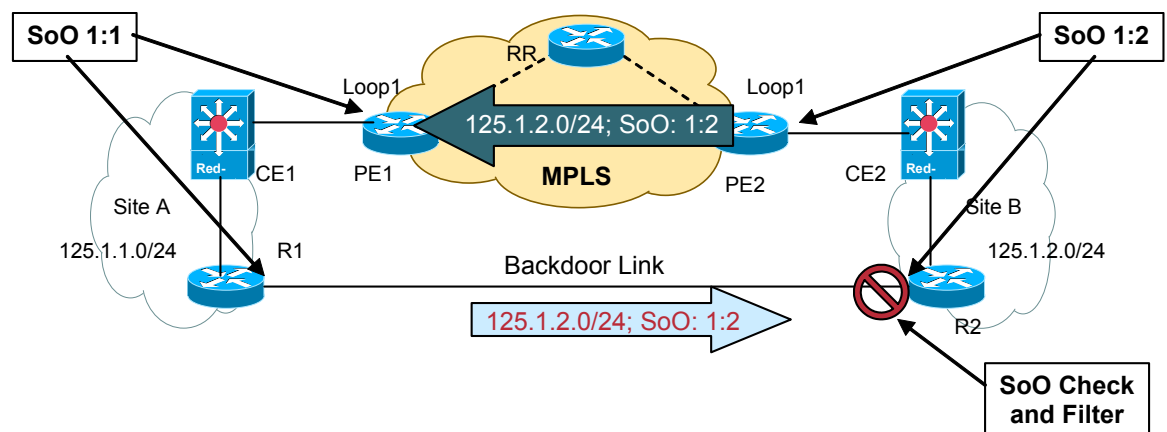 SoO 1:1
SoO 1:2
RR
Loop1
Loop1
125.1.2.0/24; SoO: 1:2
Red-
CE1
PE1
MPLS
PE2
CE2
Red-
Site A
Site B
125.1.1.0/24
R1
125.1.2.0/24
Backdoor Link
125.1.2.0/24; SoO: 1:2
R2
SoO Check
and Filter